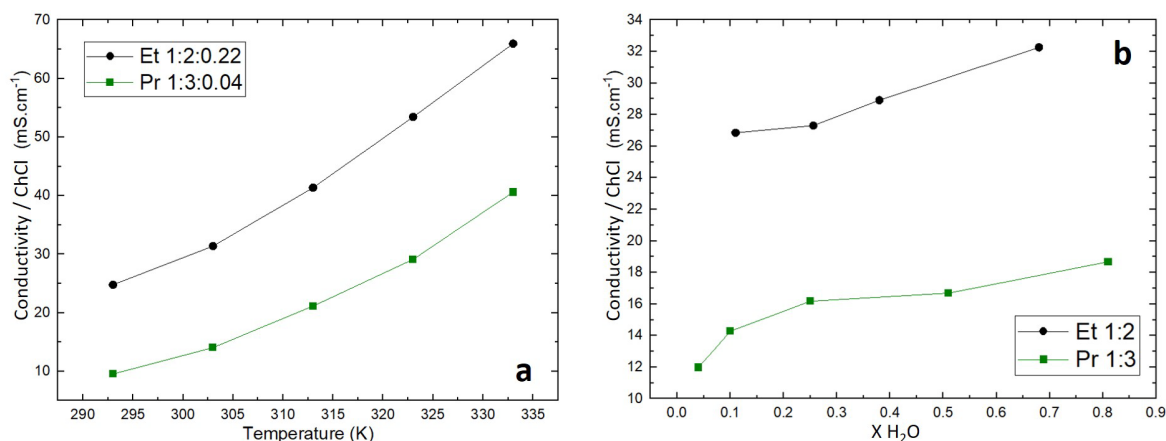 70
60
50
40
30
20
10
Conductivity / ChCl (mS.cm⁻¹)
Et 1:2:0.22
Pr 1:3:0.04
a
290 295 300 305 310 315 320 325 330 335
Temperature (K)
34
32
30
28
26
24
22
20
18
16
14
12
10
Conductivity / ChCl (mS.cm⁻¹)
b
Et 1:2
Pr 1:3
0.0 0.1 0.2 0.3 0.4 0.5 0.6 0.7 0.8 0.9
X H₂O